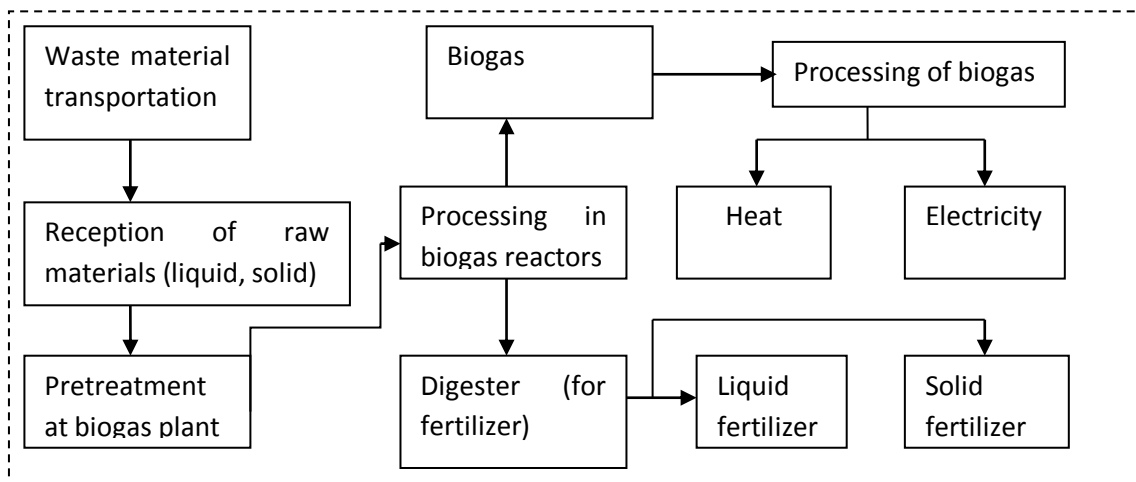 Waste material
transportation
Reception of raw
materials (liquid, solid)
Pretreatment
at biogas plant
Biogas
Processing in
biogas reactors
Digester (for
fertilizer)
Processing of biogas
Heat
Electricity
Liquid
fertilizer
Solid
fertilizer